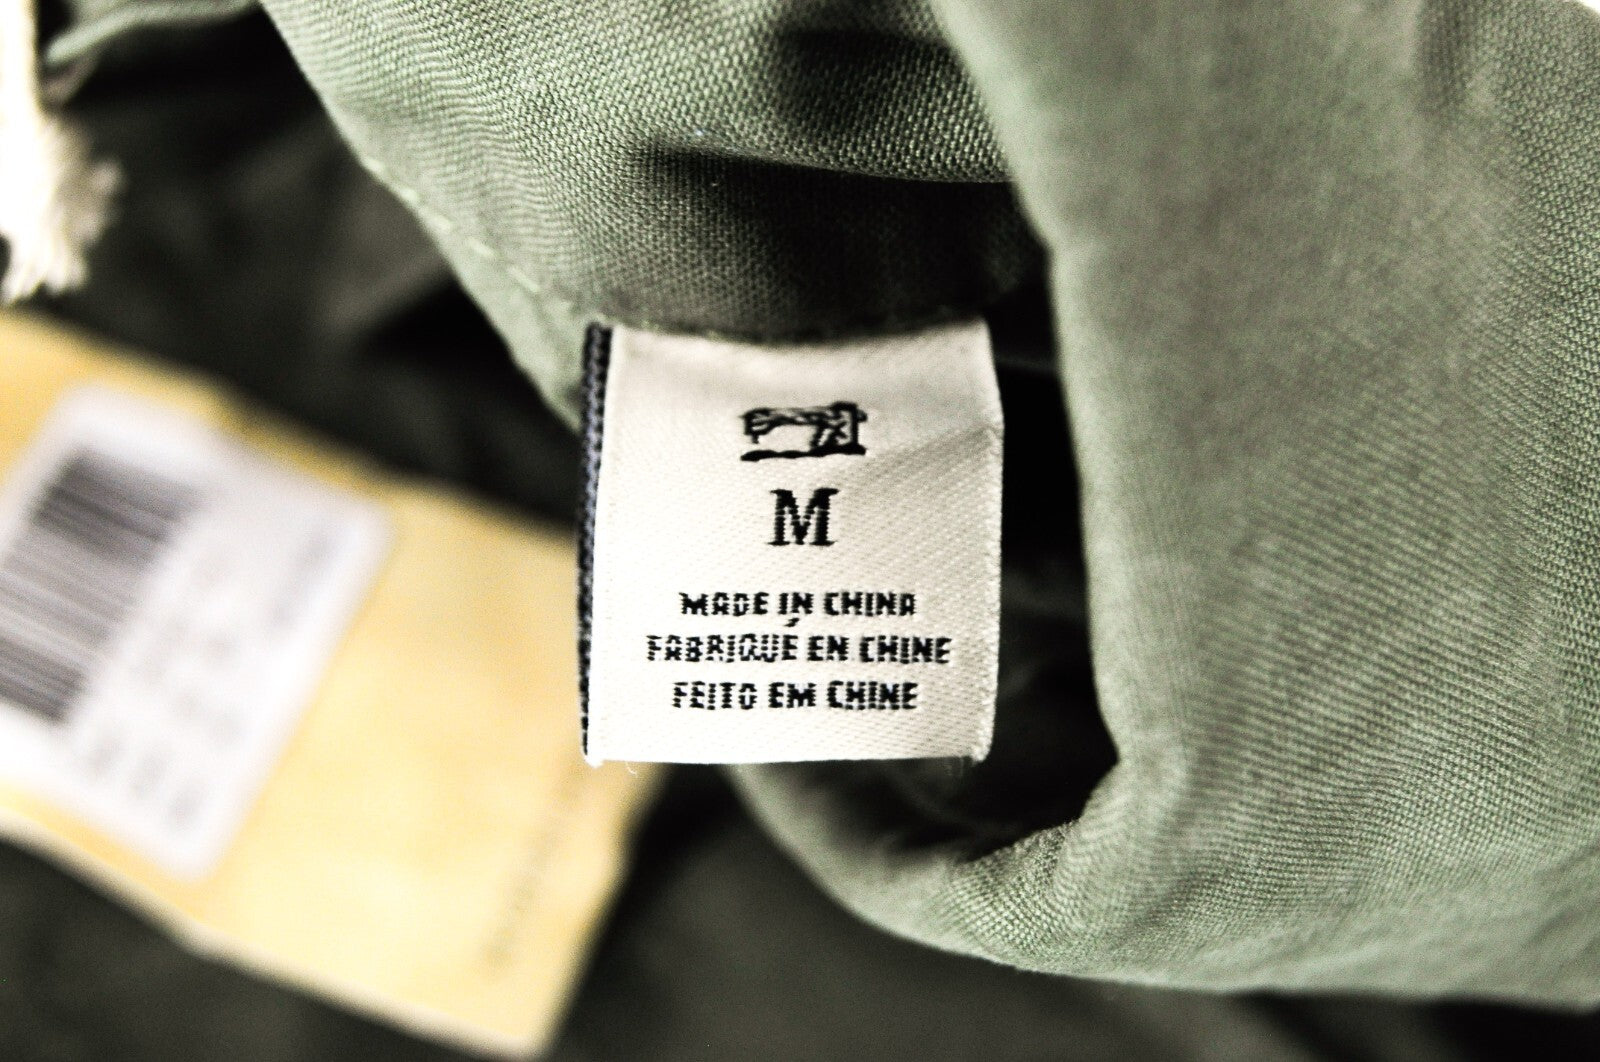 M
MADE IN CHINA
FABRIQUÉ EN CHINE
FEITO EM CHINE